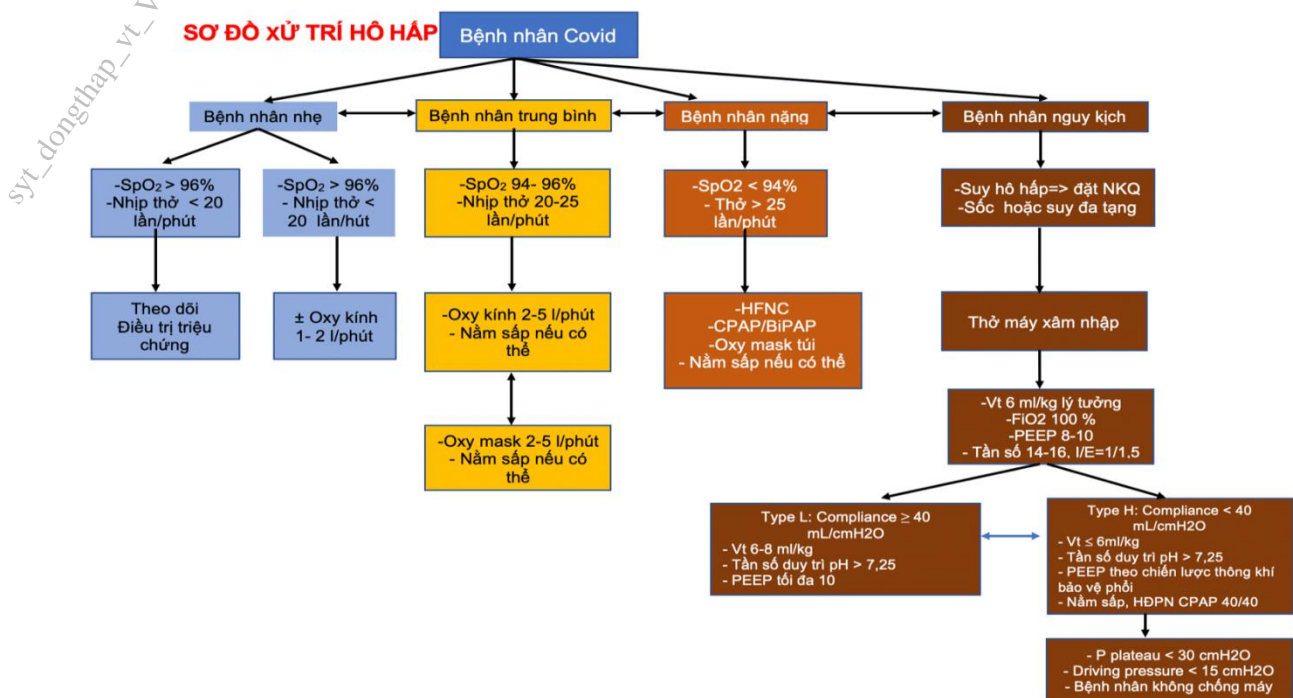 syt_dongthap_vt_
SƠ ĐỒ XỬ TRÍ HÔ HẤP
Bệnh nhân Covid
Bệnh nhân nhẹ
Bệnh nhân trung bình
Bệnh nhân nặng
Bệnh nhân nguy kịch
-SpO₂ > 96%
-Nhịp thở < 20
lần/phút
-SpO₂ > 96%
- Nhịp thở <
20 lần/hút
-SpO₂ 94- 96%
-Nhịp thở 20-25
lần/phút
-SpO2 < 94%
- Thở > 25
lần/phút
-Suy hô hấp=> đặt NKQ
-Sốc hoặc suy đa tạng
Theo dõi
Điều trị triệu
chứng
± Oxy kính
1- 2 l/phút
-Oxy kính 2-5 l/phút
- Nằm sấp nếu có
thể
-HFNC
-CPAP/BiPAP
-Oxy mask túi
- Nằm sấp nếu có thể
Thở máy xâm nhập
-Oxy mask 2-5 l/phút
- Nằm sấp nếu có
thể
-Vt 6 ml/kg lý tưởng
-FiO2 100 %
-PEEP 8-10
- Tần số 14-16, I/E=1/1,5
Type L: Compliance ≥ 40
mL/cmH2O
- Vt 6-8 ml/kg
- Tần số duy trì pH > 7,25
- PEEP tối đa 10
Type H: Compliance < 40
mL/cmH2O
- Vt ≤ 6ml/kg
- Tần số duy trì pH > 7,25
- PEEP theo chiến lược thông khí
bảo vệ phổi
- Nằm sấp, HĐPN CPAP 40/40
- P plateau < 30 cmH2O
- Driving pressure < 15 cmH2O
- Bệnh nhân không chống máy